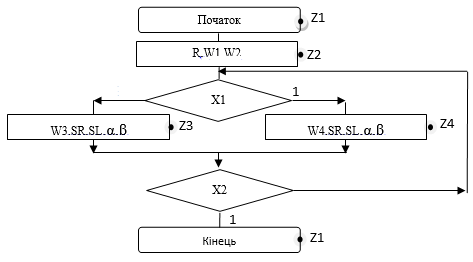 Початок Z1
R,W1,W2 Z2
X1 1
W3,SR,SL,α,β Z3
W4,SR,SL,α,β Z4
X2
1
Кінець Z1